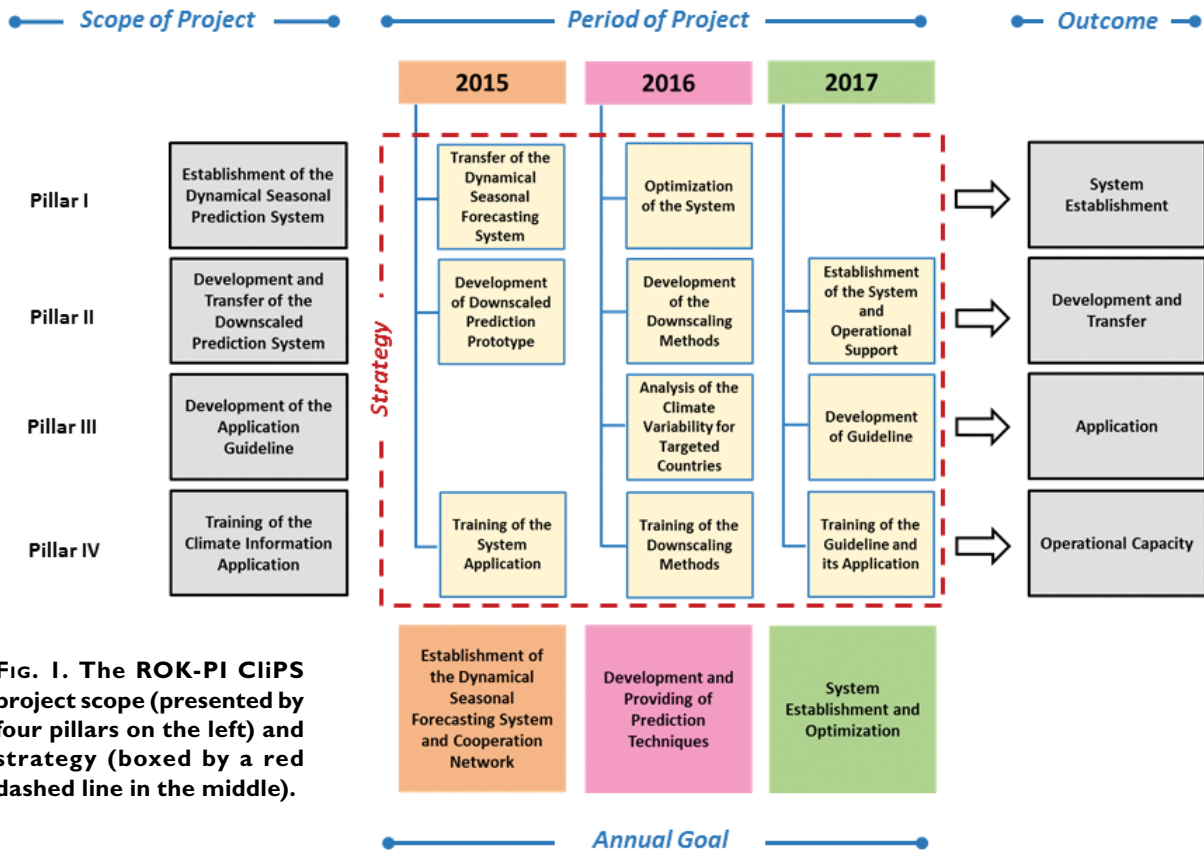 Scope of Project
Period of Project
Outcome
2015
2016
2017
Pillar I
Establishment of the
Dynamical Seasonal
Prediction System
Transfer of the
Dynamical
Seasonal
Forecasting
System
Optimization
of the System
System
Establishment
Pillar II
Development and
Transfer of the
Downscaled
Prediction System
Development
of Downscaled
Prediction
Prototype
Development
of the
Downscaling
Methods
Establishment
of the System
and
Operational
Support
Development and
Transfer
Strategy
Pillar III
Development of the
Application
Guideline
Analysis of the
Climate
Variability for
Targeted
Countries
Development
of Guideline
Application
Pillar IV
Training of the
Climate Information
Application
Training of the
System
Application
Training of the
Downscaling
Methods
Training of the
Guideline and
its Application
Operational Capacity
Establishment of
the Dynamical
Seasonal
Forecasting System
and Cooperation
Network
Development and
Providing of
Prediction
Techniques
System
Establishment and
Optimization
Annual Goal
FIG. 1. The ROK-PI CliPS
project scope (presented by
four pillars on the left) and
strategy (boxed by a red
dashed line in the middle).